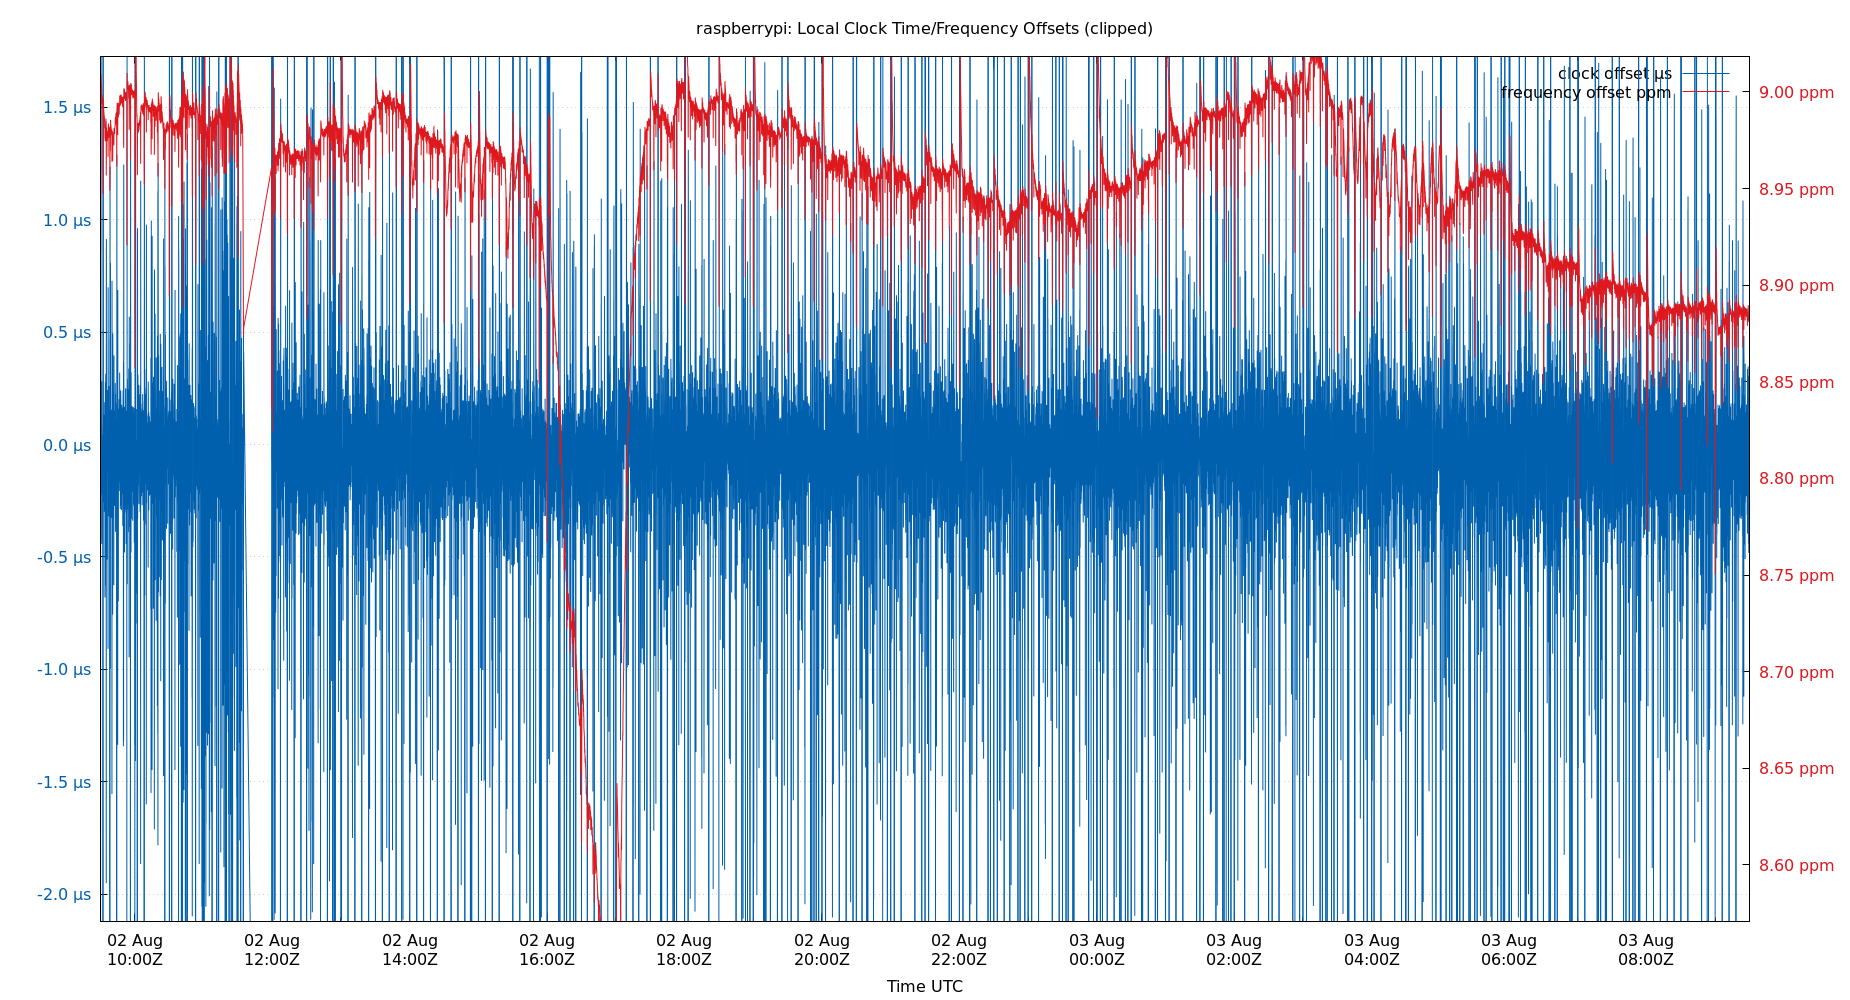 raspberrypi: Local Clock Time/Frequency Offsets (clipped)
clock offset µs
frequency offset ppm
1.5 µs
1.0 µs
0.5 µs
0.0 µs
-0.5 µs
-1.0 µs
-1.5 µs
-2.0 µs
9.00 ppm
8.95 ppm
8.90 ppm
8.85 ppm
8.80 ppm
8.75 ppm
8.70 ppm
8.65 ppm
8.60 ppm
02 Aug 02 Aug 02 Aug 02 Aug 02 Aug 02 Aug 02 Aug 03 Aug 03 Aug 03 Aug 03 Aug 03 Aug
10:00Z 12:00Z 14:00Z 16:00Z 18:00Z 20:00Z 22:00Z 00:00Z 02:00Z 04:00Z 06:00Z 08:00Z
Time UTC